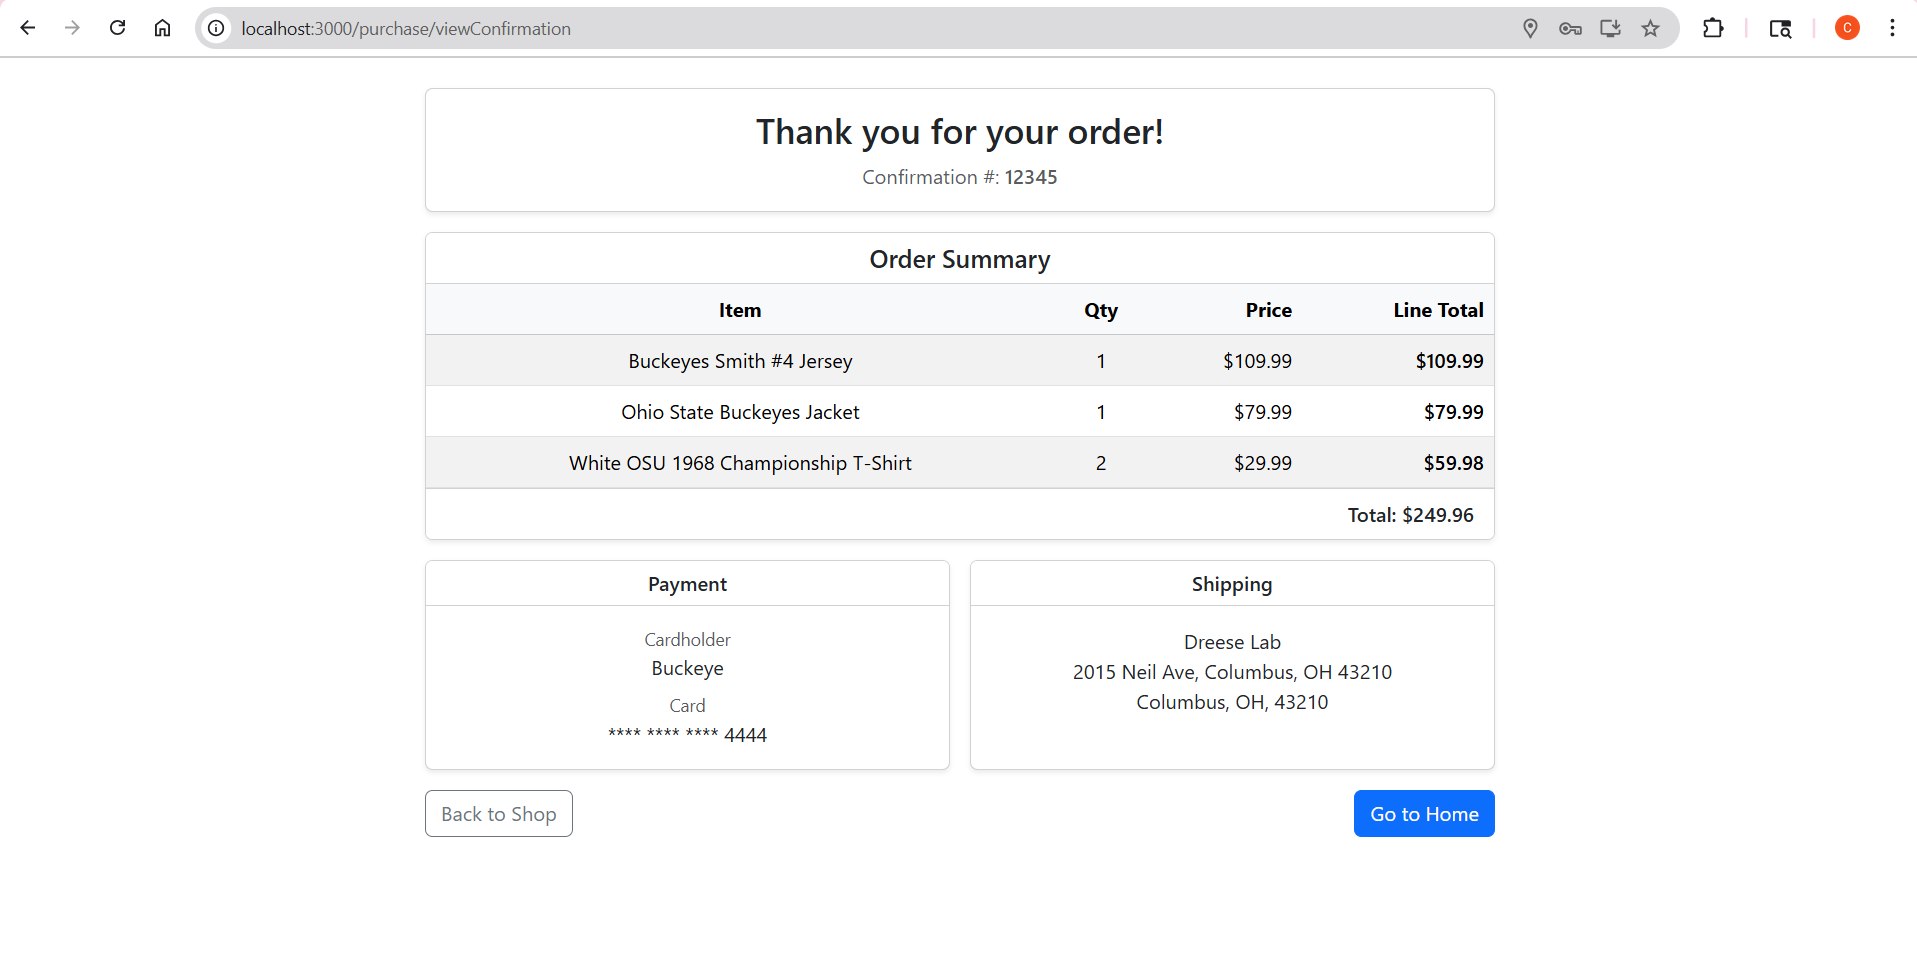 localhost:3000/purchase/viewConfirmation
C
Thank you for your order!
Confirmation #: 12345
Order Summary
Item Qty Price Line Total
Buckeyes Smith #4 Jersey 1 $109.99 $109.99
Ohio State Buckeyes Jacket 1 $79.99 $79.99
White OSU 1968 Championship T-Shirt 2 $29.99 $59.98
Total: $249.96
Payment
Cardholder
Buckeye
Card
**** **** **** 4444
Shipping
Dreese Lab
2015 Neil Ave, Columbus, OH 43210
Columbus, OH, 43210
Back to Shop
Go to Home